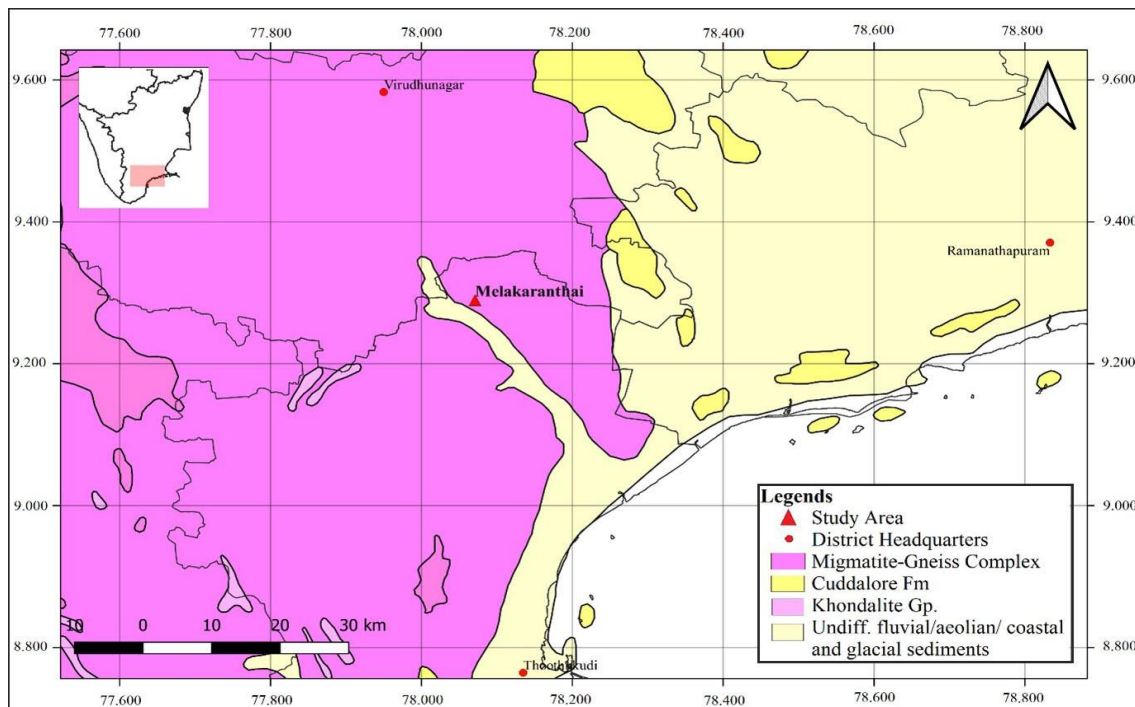 77.600 77.800 78.000 78.200 78.400 78.600 78.800
9.600 9.600
Virudhunagar
9.400 9.400
Ramanathapuram
Melakaranthai
9.200 9.200
9.000 9.000
Legends
Study Area
District Headquarters
Migmatite-Gneiss Complex
Cuddalore Fm
Khondalite Gp.
Undiff. fluvial/aeolian/ coastal
and glacial sediments
10 0 10 20 30 km
8.800 8.800
Thoothukudi
77.600 77.800 78.000 78.200 78.400 78.600 78.800